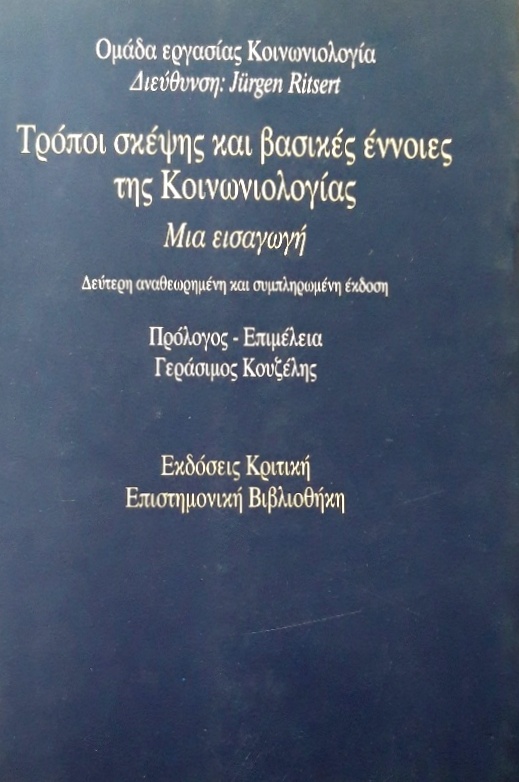 Ομάδα εργασίας Κοινωνιολογία
Διεύθυνση: Jürgen Ritsert
Τρόποι σκέψης και βασικές έννοιες
της Κοινωνιολογίας
Μια εισαγωγή
Δεύτερη αναθεωρημένη και συμπληρωμένη έκδοση
Πρόλογος - Επιμέλεια
Γεράσιμος Κουζέλης
Εκδόσεις Κριτική
Επιστημονική Βιβλιοθήκη